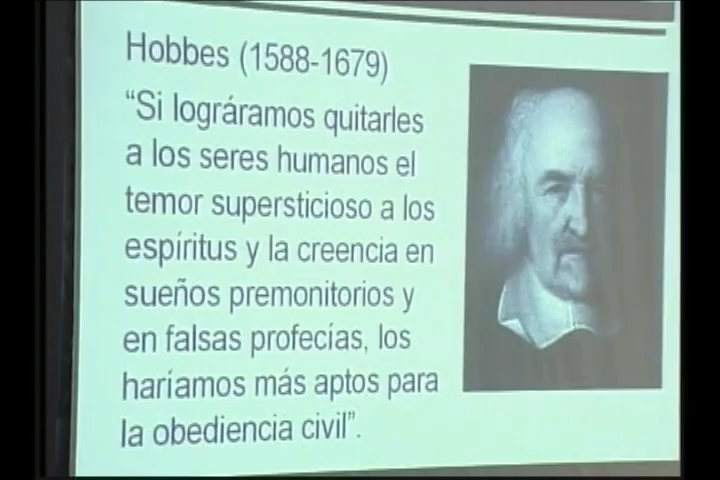 Hobbes (1588-1679)
“Si lográramos quitarles
a los seres humanos el
temor supersticioso a los
espíritus y la creencia en
sueños premonitorios y
en falsas profecías, los
haríamos más aptos para
la obediencia civil”.